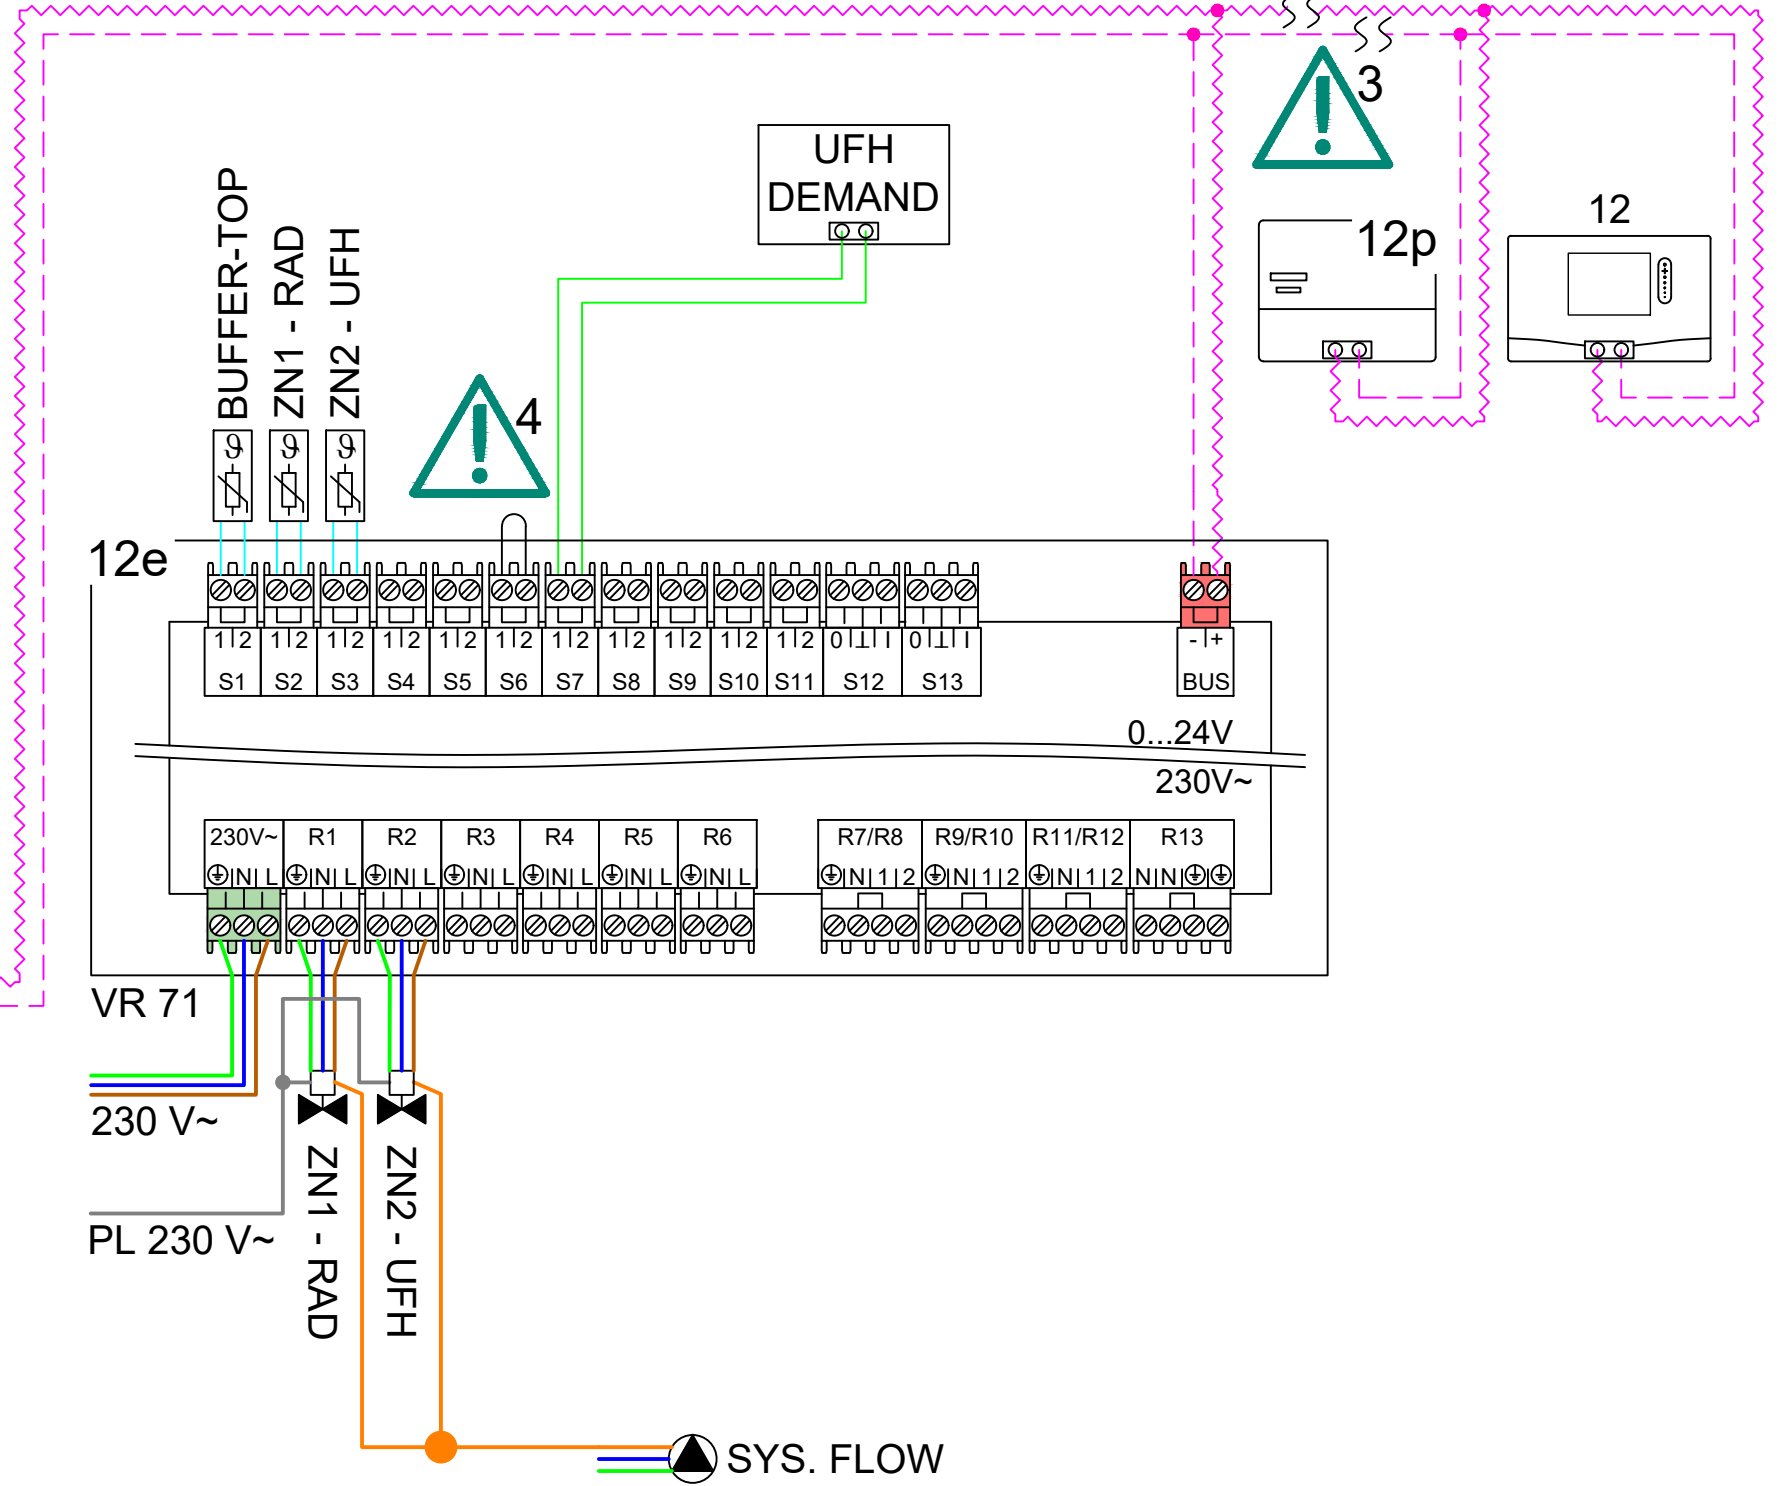 3
UFH
DEMAND
12
12p
BUFFER-TOP
ZN1 - RAD
ZN2 - UFH
ϑ ϑ ϑ
4
12e
1 2 1 2 1 2 1 2 1 2 1 2 1 2 1 2 1 2 1 2 1 2 0 ⊥ I 0 ⊥ I - +
S1 S2 S3 S4 S5 S6 S7 S8 S9 S10 S11 S12 S13 BUS
0...24V
230V~
230V~ R1 R2 R3 R4 R5 R6 R7/R8 R9/R10 R11/R12 R13
⏚ N L ⏚ N L ⏚ N L ⏚ N L ⏚ N L ⏚ N L ⏚ N L ⏚ N 1 2 ⏚ N 1 2 ⏚ N 1 2 N N ⏚ ⏚
VR 71
230 V~
PL 230 V~
ZN1 - RAD
ZN2 - UFH
SYS. FLOW